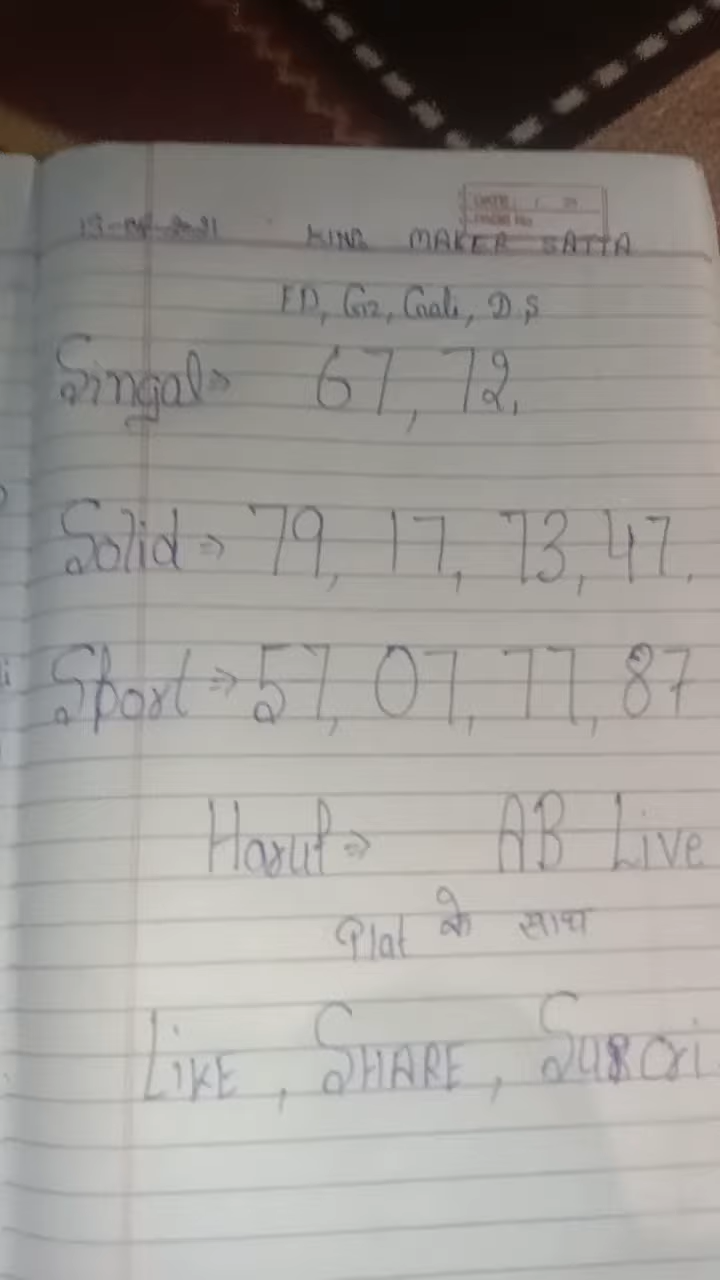 DATE
KING MAKER SATTA
FD, GZ, Gali, D.S
Singal⇒ 67, 72,
Solid⇒ 79, 17, 73, 47.
Sport⇒ 57, 07, 77, 87
Haruf⇒ AB Live
Plat के साथ
LIKE, SHARE, SUBCRI